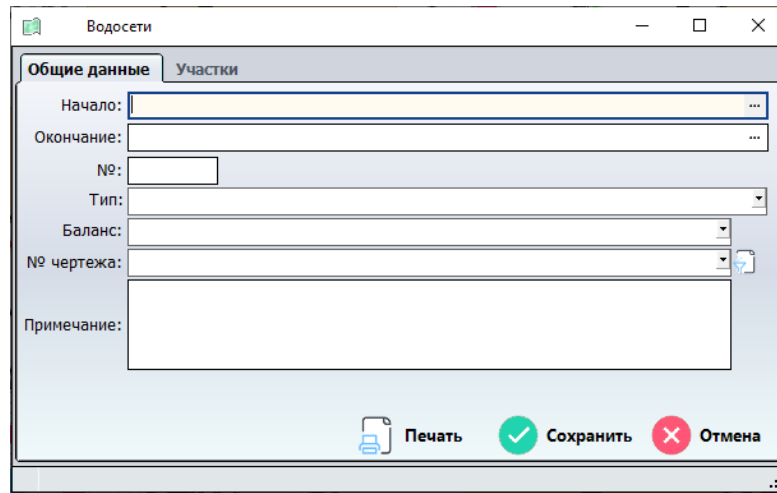 Водосети
Общие данные Участки
Начало: ...
Окончание: ...
№:
Тип:
Баланс:
№ чертежа:
Примечание:
Печать Сохранить Отмена